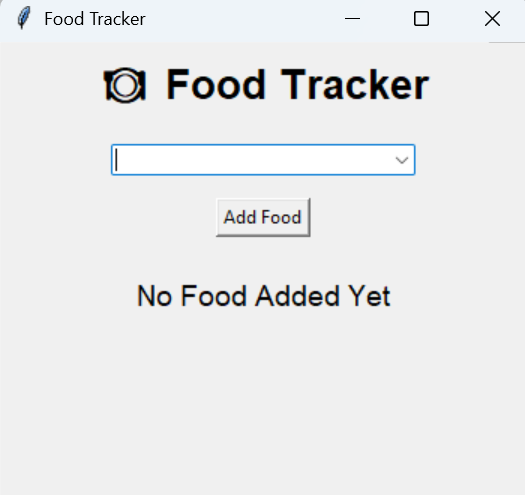 Food Tracker
🍽 Food Tracker
Add Food
No Food Added Yet